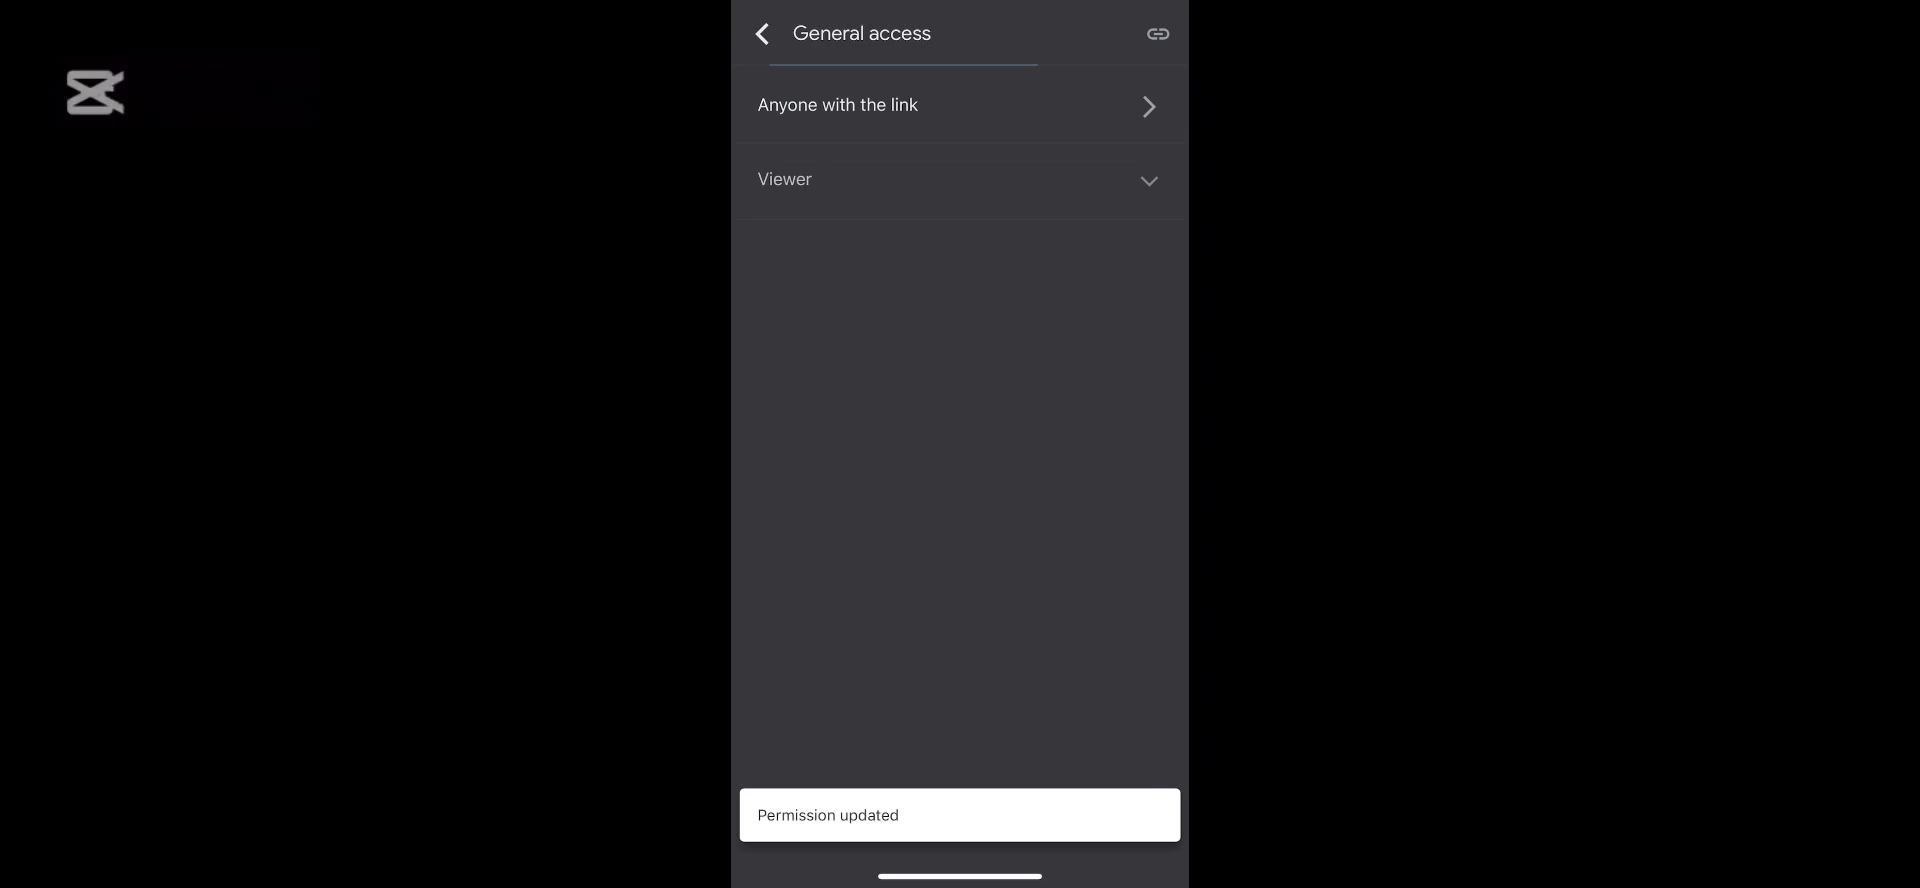 General access
Anyone with the link
Viewer
Permission updated